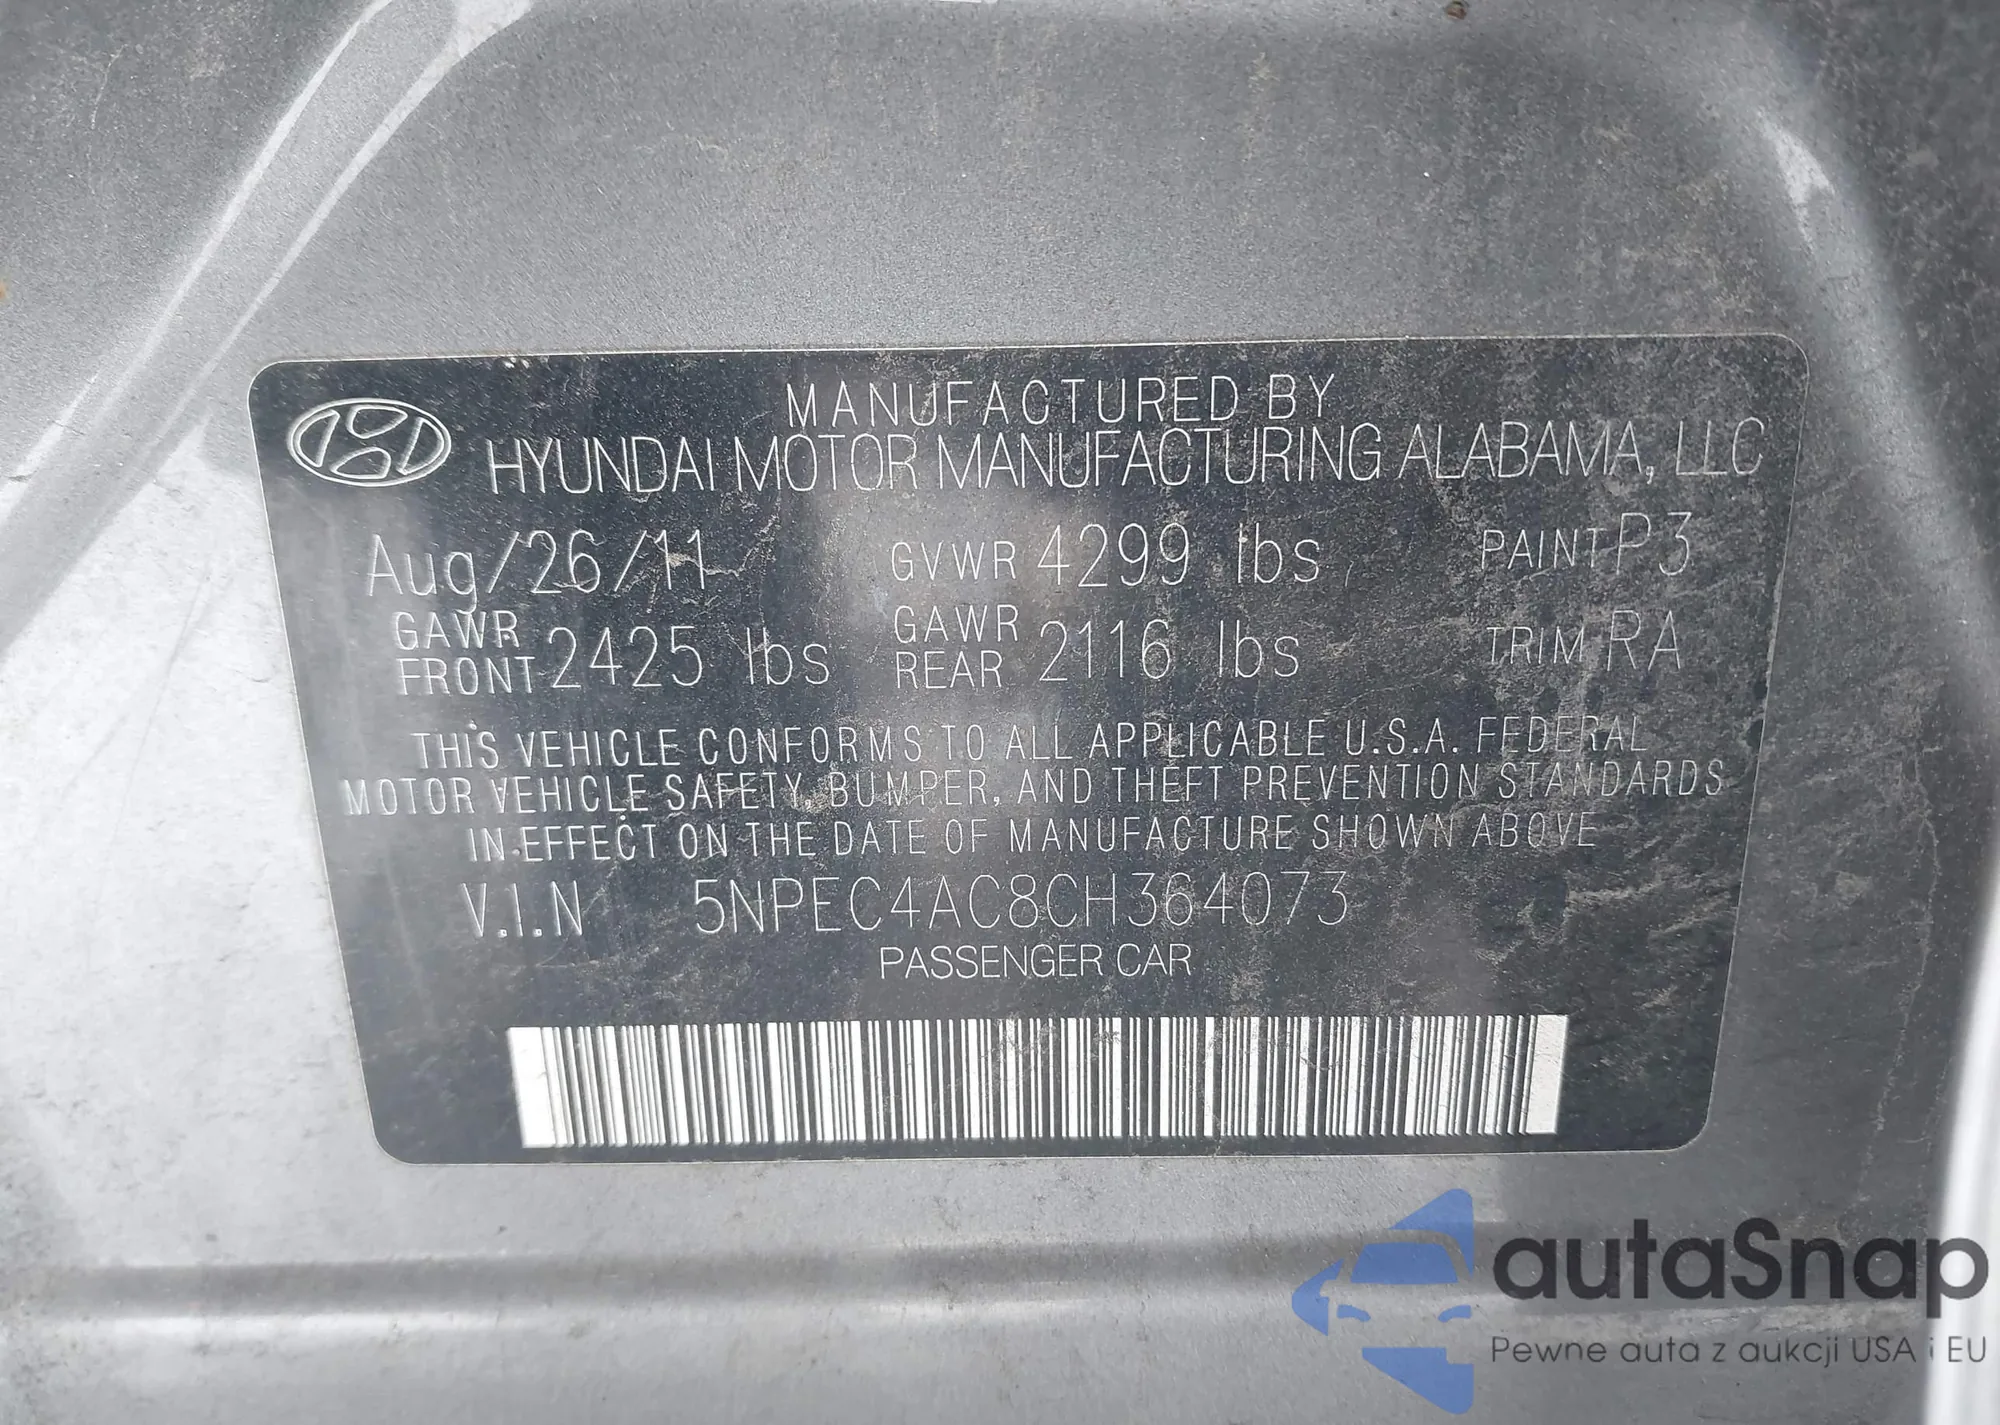 MANUFACTURED BY
HYUNDAI MOTOR MANUFACTURING ALABAMA, LLC
Aug/26/11 GVWR 4299 lbs PAINT P3
GAWR FRONT 2425 lbs GAWR REAR 2116 lbs TRIM RA
THIS VEHICLE CONFORMS TO ALL APPLICABLE U.S.A. FEDERAL
MOTOR VEHICLE SAFETY, BUMPER, AND THEFT PREVENTION STANDARDS
IN EFFECT ON THE DATE OF MANUFACTURE SHOWN ABOVE
V.I.N 5NPEC4AC8CH364073
PASSENGER CAR
autaSnap
Pewne auta z aukcji USA i EU